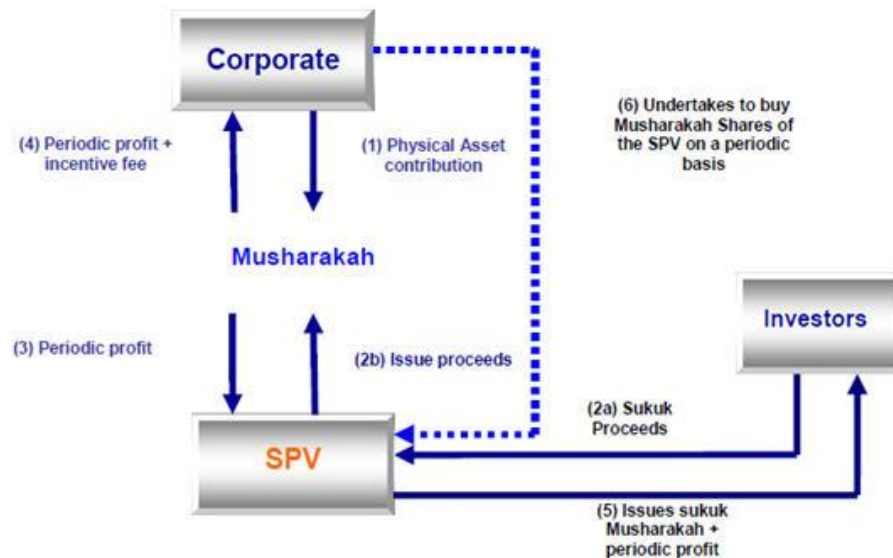 Corporate
(6) Undertakes to buy
Musharakah Shares of
the SPV on a periodic
basis
(4) Periodic profit +
incentive fee
(1) Physical Asset
contribution
Musharakah
Investors
(3) Periodic profit
(2b) Issue proceeds
(2a) Sukuk
Proceeds
SPV
(5) Issues sukuk
Musharakah +
periodic profit